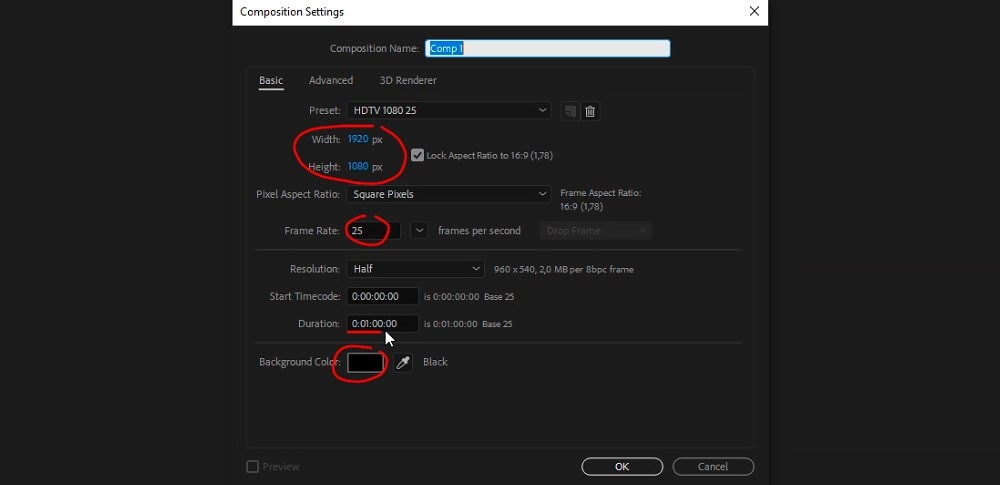 Composition Settings
Composition Name: Comp 1
Basic Advanced 3D Renderer
Preset: HDTV 1080 25
Width: 1920 px
Lock Aspect Ratio to 16:9 (1,78)
Height: 1080 px
Pixel Aspect Ratio: Square Pixels Frame Aspect Ratio:
16:9 (1,78)
Frame Rate: 25 frames per second Drop Frame
Resolution: Half 960 x 540, 2,0 MB per 8bpc frame
Start Timecode: 0:00:00:00 is 0:00:00:00 Base 25
Duration: 0:01:00:00 is 0:01:00:00 Base 25
Background Color: Black
Preview OK Cancel